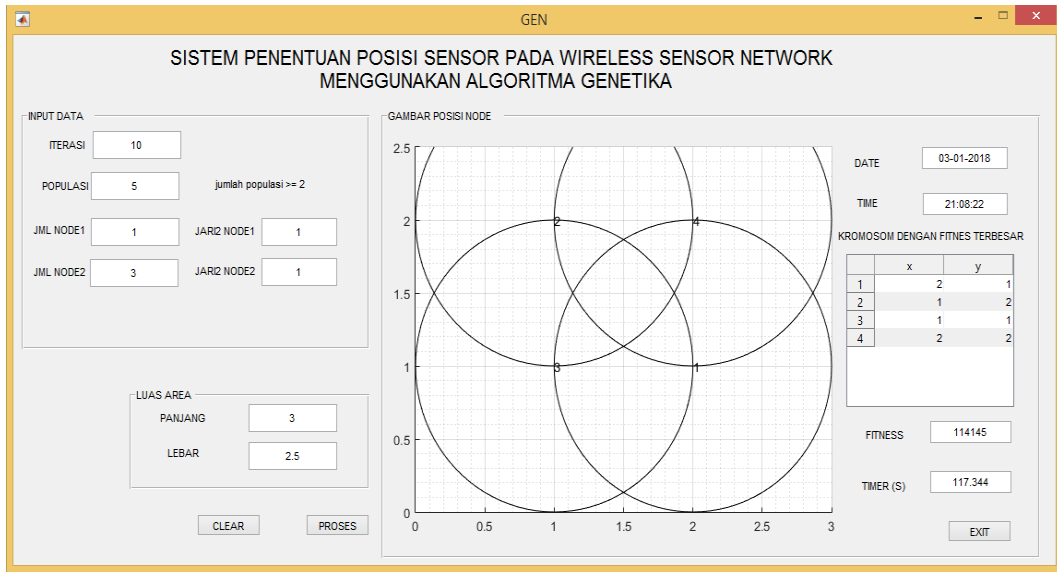 GEN
SISTEM PENENTUAN POSISI SENSOR PADA WIRELESS SENSOR NETWORK
MENGGUNAKAN ALGORITMA GENETIKA
INPUT DATA
ITERASI 10
POPULASI 5 jumlah populasi >= 2
JML NODE1 1 JARI2 NODE1 1
JML NODE2 3 JARI2 NODE2 1
LUAS AREA
PANJANG 3
LEBAR 2.5
CLEAR PROSES
GAMBAR POSISI NODE
2.5
2
1.5
1
0.5
0
0 0.5 1 1.5 2 2.5 3
2 4
3 1
DATE 03-01-2018
TIME 21:08:22
KROMOSOM DENGAN FITNES TERBESAR
x y
1 2 1
2 1 2
3 1 1
4 2 2
FITNESS 114145
TIMER (S) 117.344
EXIT